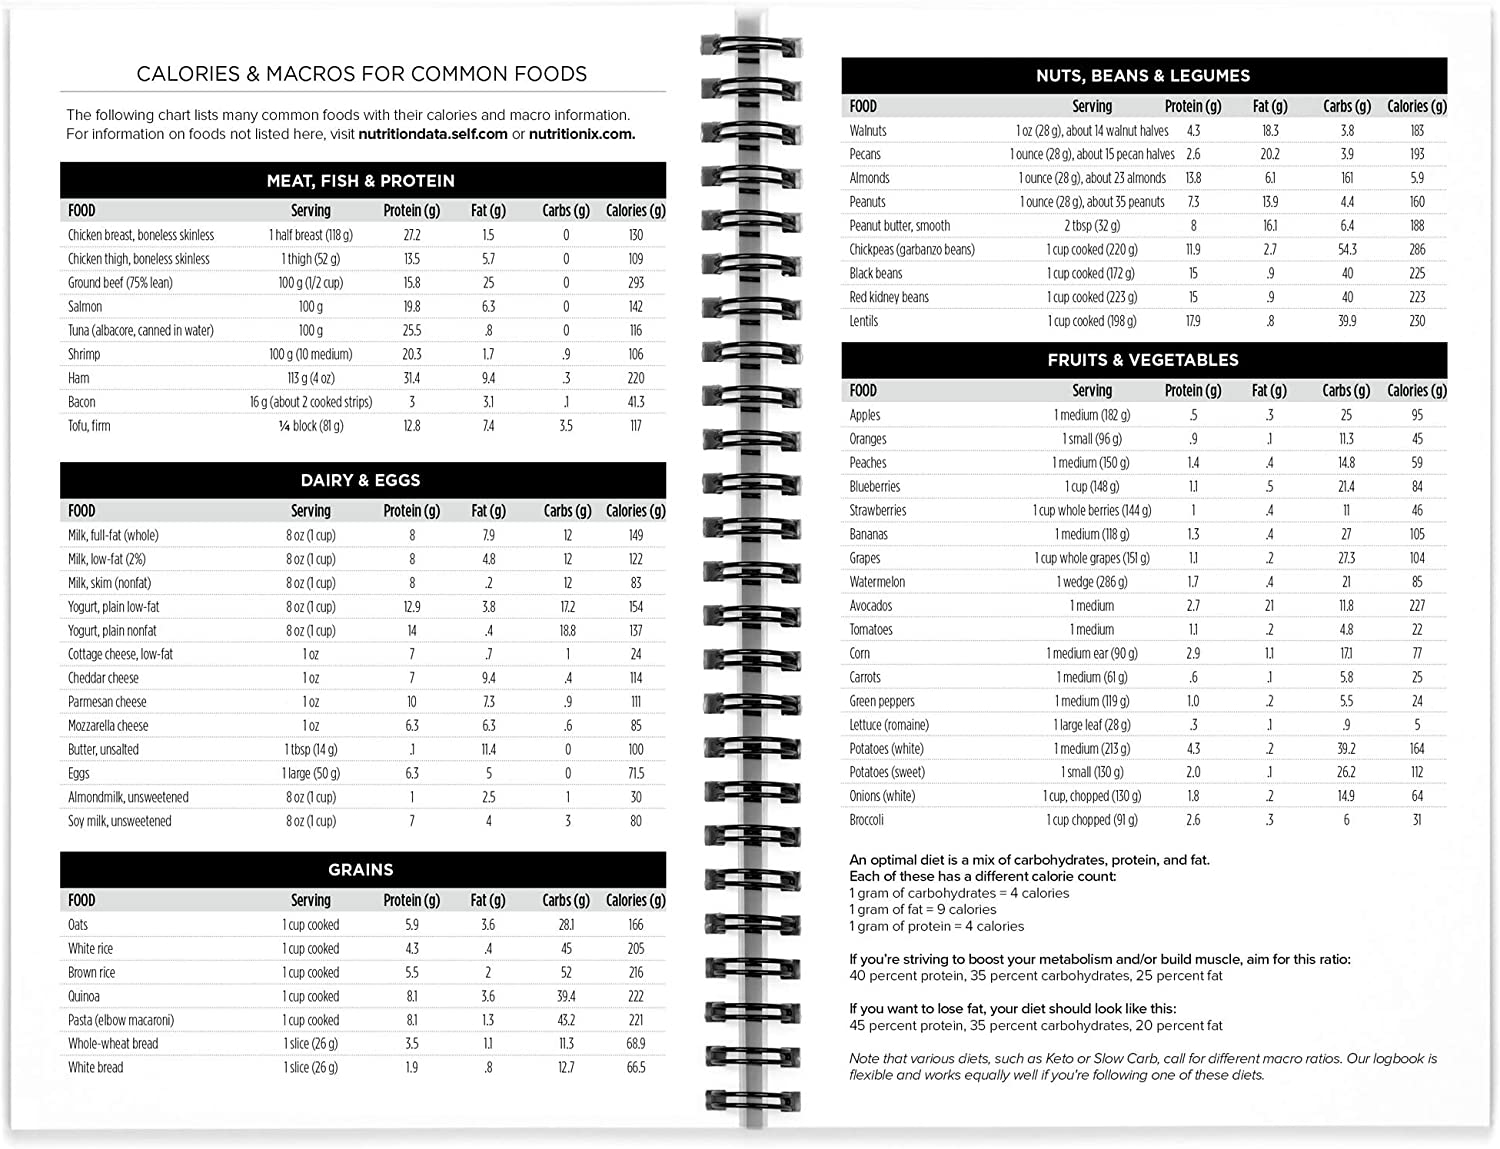 CALORIES & MACROS FOR COMMON FOODS
The following chart lists many common foods with their calories and macro information.
For information on foods not listed here, visit nutritiondata.self.com or nutritionix.com.
MEAT, FISH & PROTEIN
FOOD Serving Protein (g) Fat (g) Carbs (g) Calories (g)
Chicken breast, boneless skinless 1 half breast (118 g) 27.2 1.5 0 130
Chicken thigh, boneless skinless 1 thigh (52 g) 13.5 5.7 0 109
Ground beef (75% lean) 100 g (1/2 cup) 15.8 25 0 293
Salmon 100 g 19.8 6.3 0 142
Tuna (albacore, canned in water) 100 g 25.5 .8 0 116
Shrimp 100 g (10 medium) 20.3 1.7 .9 106
Ham 113 g (4 oz) 31.4 9.4 .3 220
Bacon 16 g (about 2 cooked strips) 3 3.1 .1 41.3
Tofu, firm ¼ block (81 g) 12.8 7.4 3.5 117
DAIRY & EGGS
FOOD Serving Protein (g) Fat (g) Carbs (g) Calories (g)
Milk, full-fat (whole) 8 oz (1 cup) 8 7.9 12 149
Milk, low-fat (2%) 8 oz (1 cup) 8 4.8 12 122
Milk, skim (nonfat) 8 oz (1 cup) 8 .2 12 83
Yogurt, plain low-fat 8 oz (1 cup) 12.9 3.8 17.2 154
Yogurt, plain nonfat 8 oz (1 cup) 14 .4 18.8 137
Cottage cheese, low-fat 1 oz 7 .7 1 24
Cheddar cheese 1 oz 7 9.4 .4 114
Parmesan cheese 1 oz 10 7.3 .9 111
Mozzarella cheese 1 oz 6.3 6.3 .6 85
Butter, unsalted 1 tbsp (14 g) .1 11.4 0 100
Eggs 1 large (50 g) 6.3 5 0 71.5
Almondmilk, unsweetened 8 oz (1 cup) 1 2.5 1 30
Soy milk, unsweetened 8 oz (1 cup) 7 4 3 80
GRAINS
FOOD Serving Protein (g) Fat (g) Carbs (g) Calories (g)
Oats 1 cup cooked 5.9 3.6 28.1 166
White rice 1 cup cooked 4.3 .4 45 205
Brown rice 1 cup cooked 5.5 2 52 216
Quinoa 1 cup cooked 8.1 3.6 39.4 222
Pasta (elbow macaroni) 1 cup cooked 8.1 1.3 43.2 221
Whole-wheat bread 1 slice (26 g) 3.5 1.1 11.3 68.9
White bread 1 slice (26 g) 1.9 .8 12.7 66.5
NUTS, BEANS & LEGUMES
FOOD Serving Protein (g) Fat (g) Carbs (g) Calories (g)
Walnuts 1 oz (28 g), about 14 walnut halves 4.3 18.3 3.8 183
Pecans 1 ounce (28 g), about 15 pecan halves 2.6 20.2 3.9 193
Almonds 1 ounce (28 g), about 23 almonds 13.8 6.1 161 5.9
Peanuts 1 ounce (28 g), about 35 peanuts 7.3 13.9 4.4 160
Peanut butter, smooth 2 tbsp (32 g) 8 16.1 6.4 188
Chickpeas (garbanzo beans) 1 cup cooked (220 g) 11.9 2.7 54.3 286
Black beans 1 cup cooked (172 g) 15 .9 40 225
Red kidney beans 1 cup cooked (223 g) 15 .9 40 223
Lentils 1 cup cooked (198 g) 17.9 .8 39.9 230
FRUITS & VEGETABLES
FOOD Serving Protein (g) Fat (g) Carbs (g) Calories (g)
Apples 1 medium (182 g) .5 .3 25 95
Oranges 1 small (96 g) .9 .1 11.3 45
Peaches 1 medium (150 g) 1.4 .4 14.8 59
Blueberries 1 cup (148 g) 1.1 .5 21.4 84
Strawberries 1 cup whole berries (144 g) 1 .4 11 46
Bananas 1 medium (118 g) 1.3 .4 27 105
Grapes 1 cup whole grapes (151 g) 1.1 .2 27.3 104
Watermelon 1 wedge (286 g) 1.7 .4 21 85
Avocados 1 medium 2.7 21 11.8 227
Tomatoes 1 medium 1.1 .2 4.8 22
Corn 1 medium ear (90 g) 2.9 1.1 17.1 77
Carrots 1 medium (61 g) .6 .1 5.8 25
Green peppers 1 medium (119 g) 1.0 .2 5.5 24
Lettuce (romaine) 1 large leaf (28 g) .3 .1 .9 5
Potatoes (white) 1 medium (213 g) 4.3 .2 39.2 164
Potatoes (sweet) 1 small (130 g) 2.0 .1 26.2 112
Onions (white) 1 cup, chopped (130 g) 1.8 .2 14.9 64
Broccoli 1 cup chopped (91 g) 2.6 .3 6 31
An optimal diet is a mix of carbohydrates, protein, and fat.
Each of these has a different calorie count:
1 gram of carbohydrates = 4 calories
1 gram of fat = 9 calories
1 gram of protein = 4 calories
If you're striving to boost your metabolism and/or build muscle, aim for this ratio:
40 percent protein, 35 percent carbohydrates, 25 percent fat
If you want to lose fat, your diet should look like this:
45 percent protein, 35 percent carbohydrates, 20 percent fat
Note that various diets, such as Keto or Slow Carb, call for different macro ratios. Our logbook is
flexible and works equally well if you're following one of these diets.